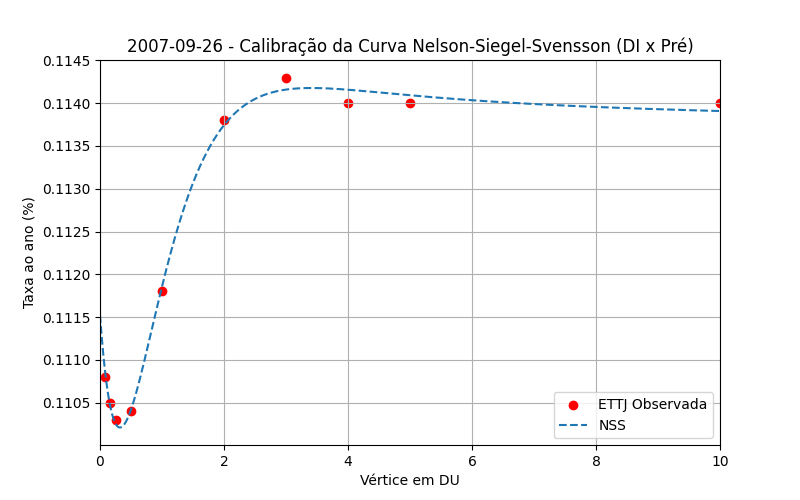 2007-09-26 - Calibração da Curva Nelson-Siegel-Svensson (DI x Pré)
Taxa ao ano (%)
0.1145
0.1140
0.1135
0.1130
0.1125
0.1120
0.1115
0.1110
0.1105
ETTJ Observada
NSS
0 2 4 6 8 10
Vértice em DU